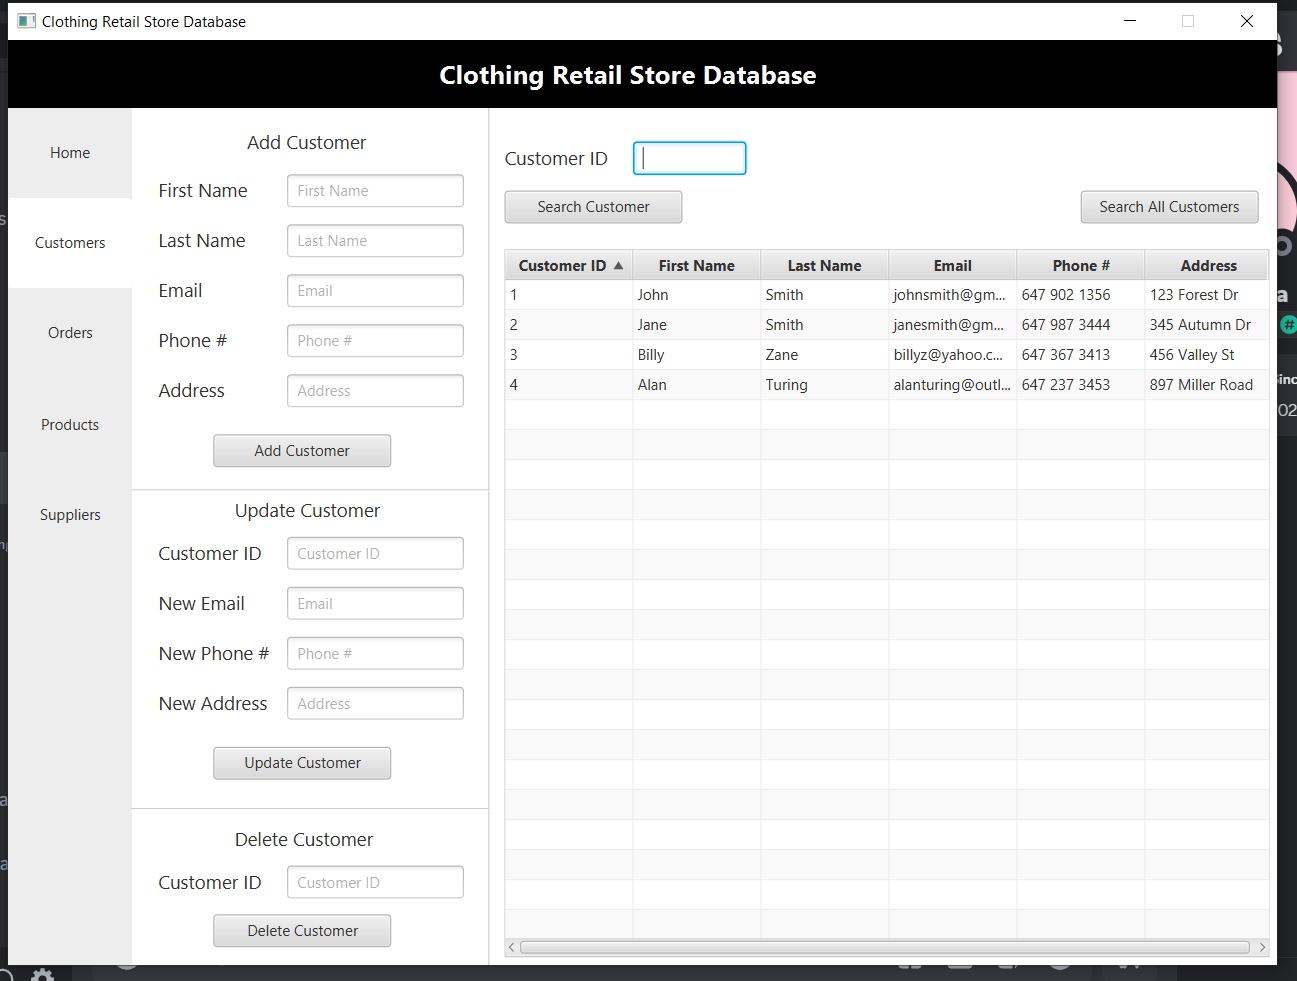 Clothing Retail Store Database
Clothing Retail Store Database
Home
Customers
Orders
Products
Suppliers
Add Customer
First Name First Name
Last Name Last Name
Email Email
Phone # Phone #
Address Address
Add Customer
Update Customer
Customer ID Customer ID
New Email Email
New Phone # Phone #
New Address Address
Update Customer
Delete Customer
Customer ID Customer ID
Delete Customer
Customer ID
Search Customer Search All Customers
Customer ID First Name Last Name Email Phone # Address
1 John Smith johnsmith@gm... 647 902 1356 123 Forest Dr
2 Jane Smith janesmith@gm... 647 987 3444 345 Autumn Dr
3 Billy Zane billyz@yahoo.c... 647 367 3413 456 Valley St
4 Alan Turing alanturing@outl... 647 237 3453 897 Miller Road